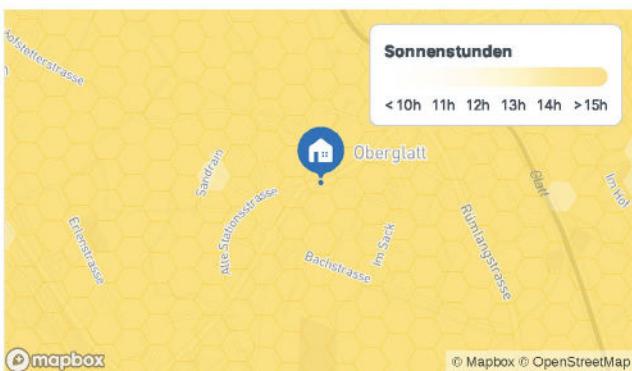 Hofstetterstrasse
Sonnenstunden
< 10h 11h 12h 13h 14h > 15h
Oberglatt
Sandrain
Glatt
Im Hof
Alte Stationsstrasse
Erlenstrasse
Im Sack
Rümlangstrasse
Bachstrasse
mapbox
© Mapbox © OpenStreetMap